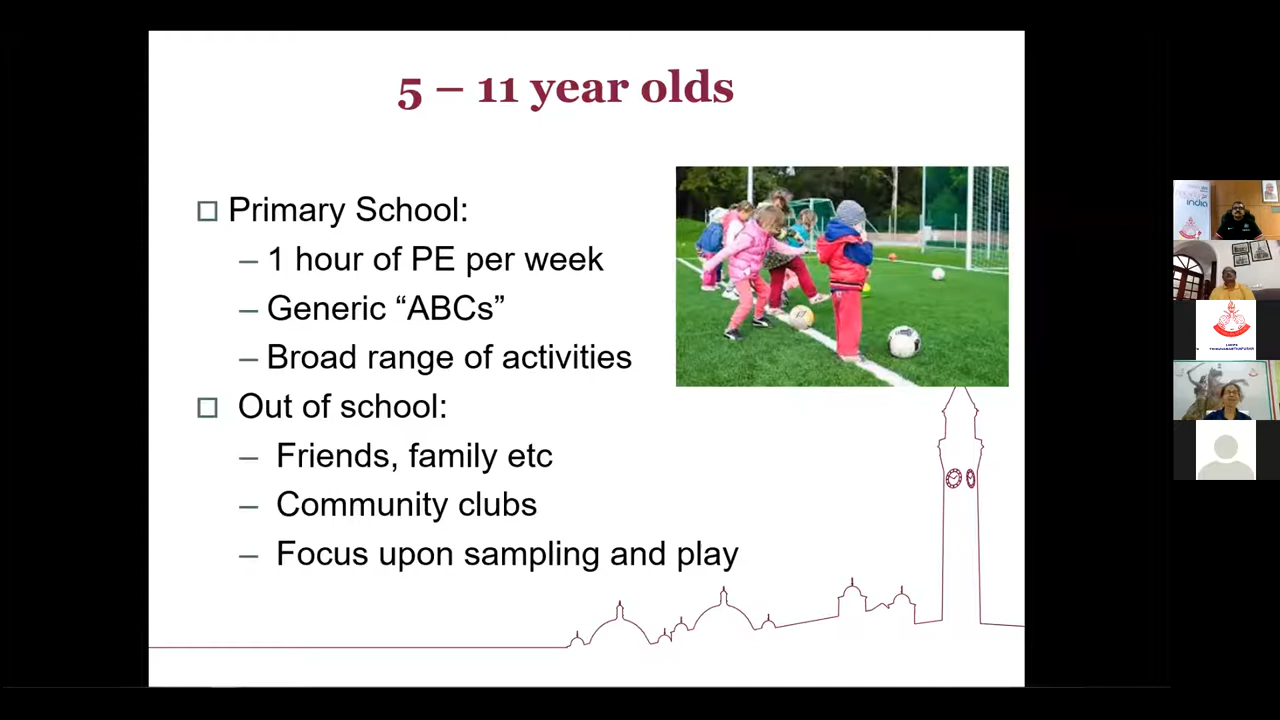 5 – 11 year olds
Primary School:
– 1 hour of PE per week
– Generic “ABCs”
– Broad range of activities
Out of school:
– Friends, family etc
– Community clubs
– Focus upon sampling and play
india